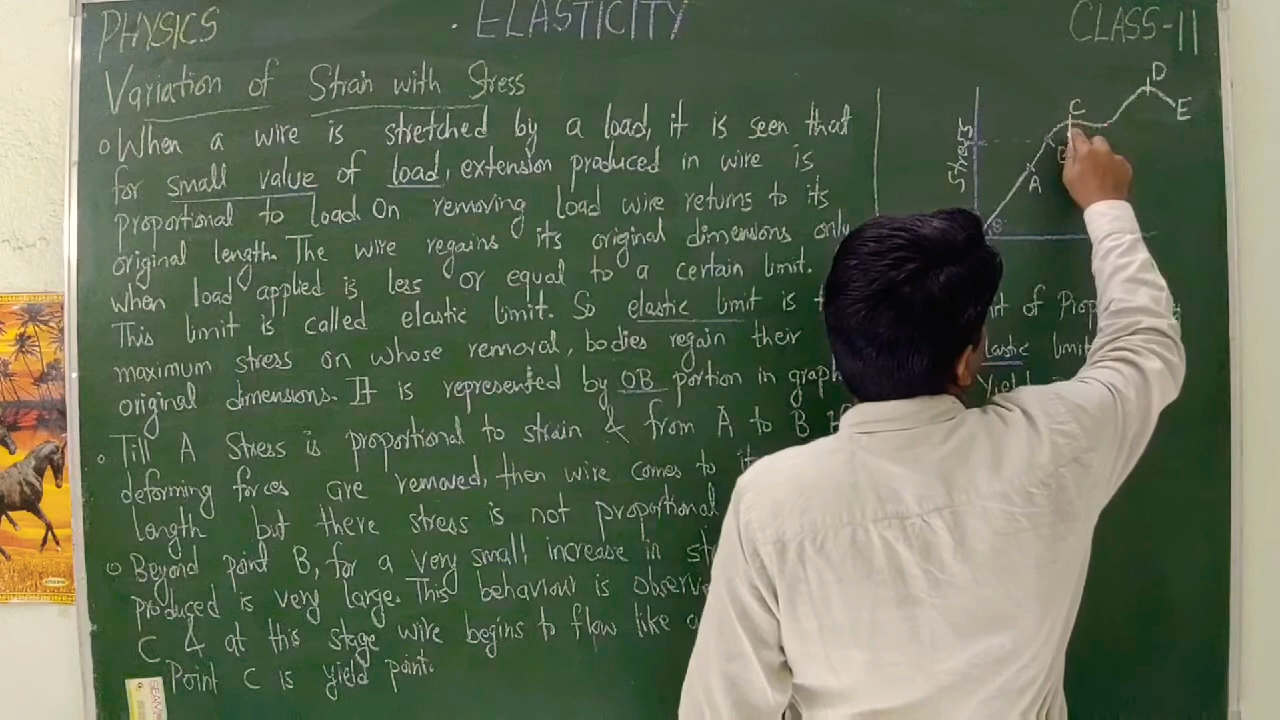 PHYSICS
ELASTICITY
CLASS-11
Variation of Strain with Stress
When a wire is stretched by a load, it is seen that
for small value of load, extension produced in wire is
proportional to load. On removing load wire returns to its
original length. The wire regains its original dimensions only
when load applied is less or equal to a certain limit.
This limit is called elastic limit. So elastic limit is
maximum stress on whose removal, bodies regain their
original dimensions. It is represented by OB portion in graph
Till A stress is proportional to strain & from A to B
deforming forces are removed, then wire comes to
length but there stress is not proportional
Beyond point B, for a very small increase in
produced is very large. This behaviour is
C & at this stage wire begins to flow like a
Point C is yield point.
Stress
O
A
B
C
D
E
of
limit
Yield